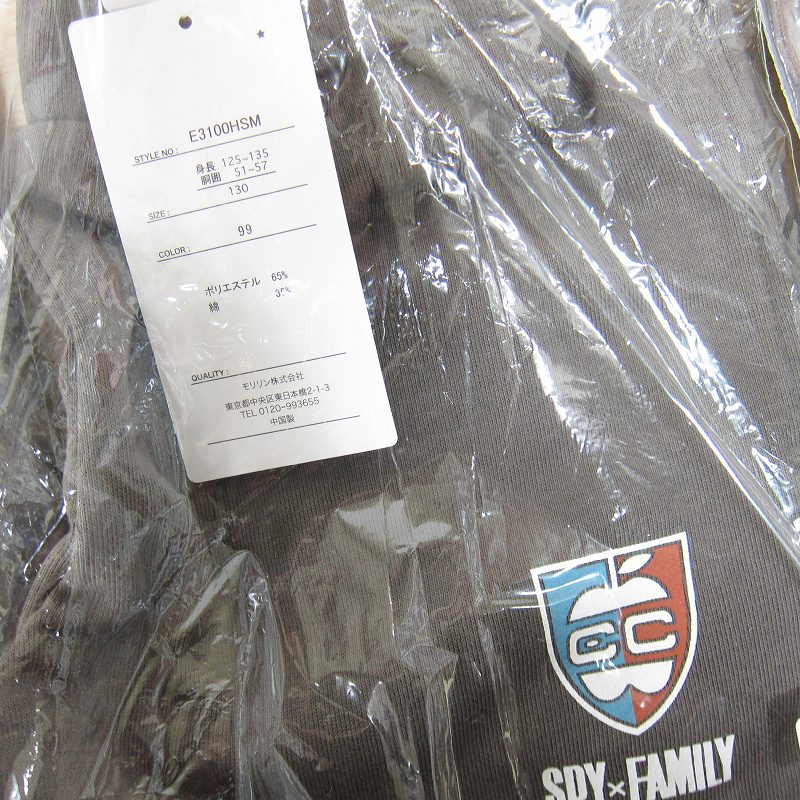 E3100HSM
STYLE NO :
身長 125~135
胴囲 51~57
130
SIZE :
99
COLOR :
ポリエステル 65%
綿 35%
QUALITY :
モリリン株式会社
東京都中央区東日本橋2-1-3
TEL 0120-993655
中国製
CC
SPY×FAMILY